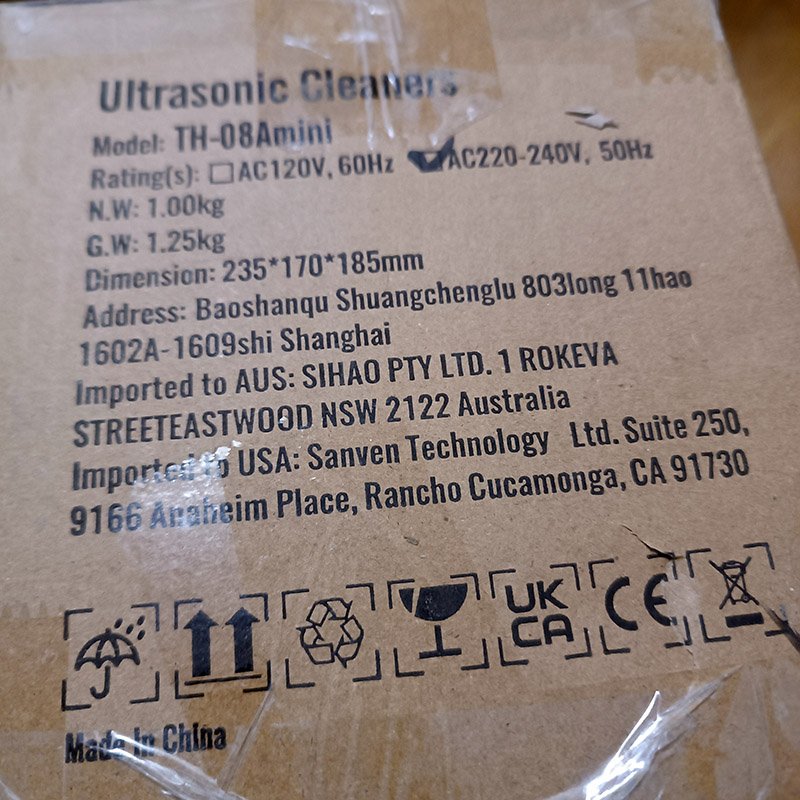 Ultrasonic Cleaners
Model: TH-08Amini
Rating(s): ☐AC120V, 60Hz ☑AC220-240V, 50Hz
N.W: 1.00kg
G.W: 1.25kg
Dimension: 235*170*185mm
Address: Baoshanqu Shuangchenglu 803long 11hao
1602A-1609shi Shanghai
Imported to AUS: SIHAO PTY LTD. 1 ROKEVA
STREETEASTWOOD NSW 2122 Australia
Imported to USA: Sanven Technology Ltd. Suite 250,
9166 Anaheim Place, Rancho Cucamonga, CA 91730
UK
CA
CE
Made In China